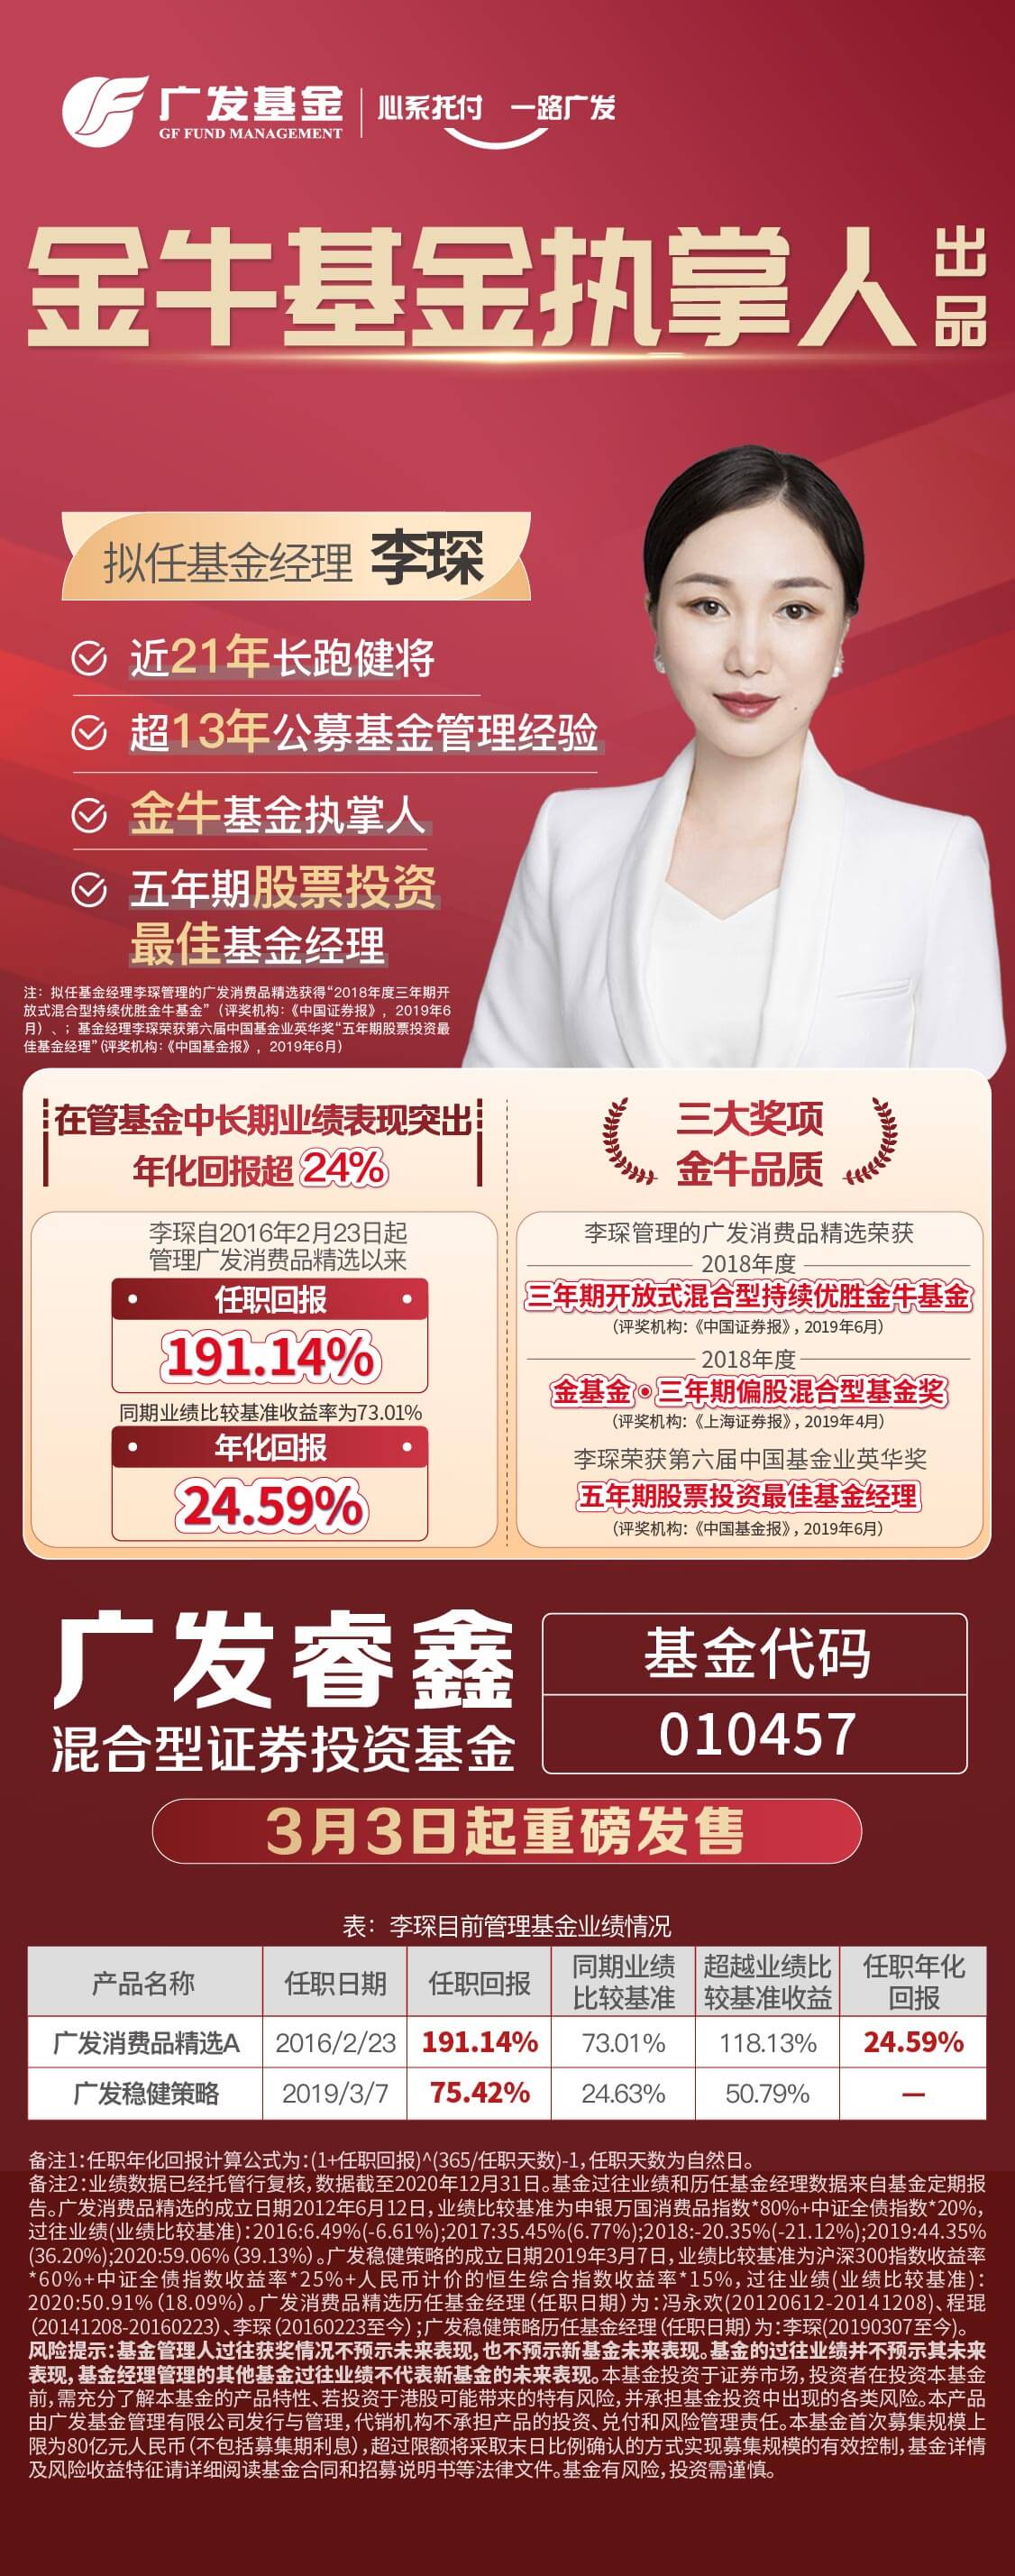 广发基金
GF FUND MANAGEMENT
心系托付 一路广发
金牛基金执掌人出品
拟任基金经理 李琛
近21年长跑健将
超13年公募基金管理经验
金牛基金执掌人
五年期股票投资
最佳基金经理
注：拟任基金经理李琛管理的广发消费品精选获得“2018年度三年期开
放式混合型持续优胜金牛基金”（评奖机构：《中国证券报》，2019年6
月）、；基金经理李琛荣获第六届中国基金业英华奖“五年期股票投资最
佳基金经理”(评奖机构：《中国基金报》，2019年6月)
在管基金中长期业绩表现突出
年化回报超24%
李琛自2016年2月23日起
管理广发消费品精选以来
任职回报
191.14%
同期业绩比较基准收益率为73.01%
年化回报
24.59%
三大奖项
金牛品质
李琛管理的广发消费品精选荣获
2018年度
三年期开放式混合型持续优胜金牛基金
(评奖机构：《中国证券报》，2019年6月)
2018年度
金基金·三年期偏股混合型基金奖
(评奖机构：《上海证券报》，2019年4月)
李琛荣获第六届中国基金业英华奖
五年期股票投资最佳基金经理
(评奖机构：《中国基金报》，2019年6月)
广发睿鑫
混合型证券投资基金
基金代码
010457
3月3日起重磅发售
表：李琛目前管理基金业绩情况
产品名称 任职日期 任职回报 同期业绩比较基准 超越业绩比较基准收益 任职年化回报
广发消费品精选A 2016/2/23 191.14% 73.01% 118.13% 24.59%
广发稳健策略 2019/3/7 75.42% 24.63% 50.79% —
备注1：任职年化回报计算公式为：(1+任职回报)^(365/任职天数)-1，任职天数为自然日。
备注2：业绩数据已经托管行复核，数据截至2020年12月31日。基金过往业绩和历任基金经理数据来自基金定期报
告。广发消费品精选的成立日期2012年6月12日，业绩比较基准为申银万国消费品指数*80%+中证全债指数*20%，
过往业绩(业绩比较基准)：2016:6.49%(-6.61%);2017:35.45%(6.77%);2018:-20.35%(-21.12%);2019:44.35%
(36.20%);2020:59.06%(39.13%)。广发稳健策略的成立日期2019年3月7日，业绩比较基准为沪深300指数收益率
*60%+中证全债指数收益率*25%+人民币计价的恒生综合指数收益率*15%，过往业绩(业绩比较基准)：
2020:50.91%(18.09%)。广发消费品精选历任基金经理(任职日期)为：冯永欢(20120612-20141208)、程琨
(20141208-20160223)、李琛(20160223至今)；广发稳健策略历任基金经理(任职日期)为：李琛(20190307至今)。
风险提示：基金管理人过往获奖情况不预示未来表现，也不预示新基金未来表现。基金的过往业绩并不预示其未来
表现，基金经理管理的其他基金过往业绩不代表新基金的未来表现。本基金投资于证券市场，投资者在投资本基金
前，需充分了解本基金的产品特性、若投资于港股可能带来的特有风险，并承担基金投资中出现的各类风险。本产品
由广发基金管理有限公司发行与管理，代销机构不承担产品的投资、兑付和风险管理责任。本基金首次募集规模上
限为80亿元人民币(不包括募集期利息)，超过限额将采取末日比例确认的方式实现募集规模的有效控制，基金详情
及风险收益特征请详细阅读基金合同和招募说明书等法律文件。基金有风险，投资需谨慎。